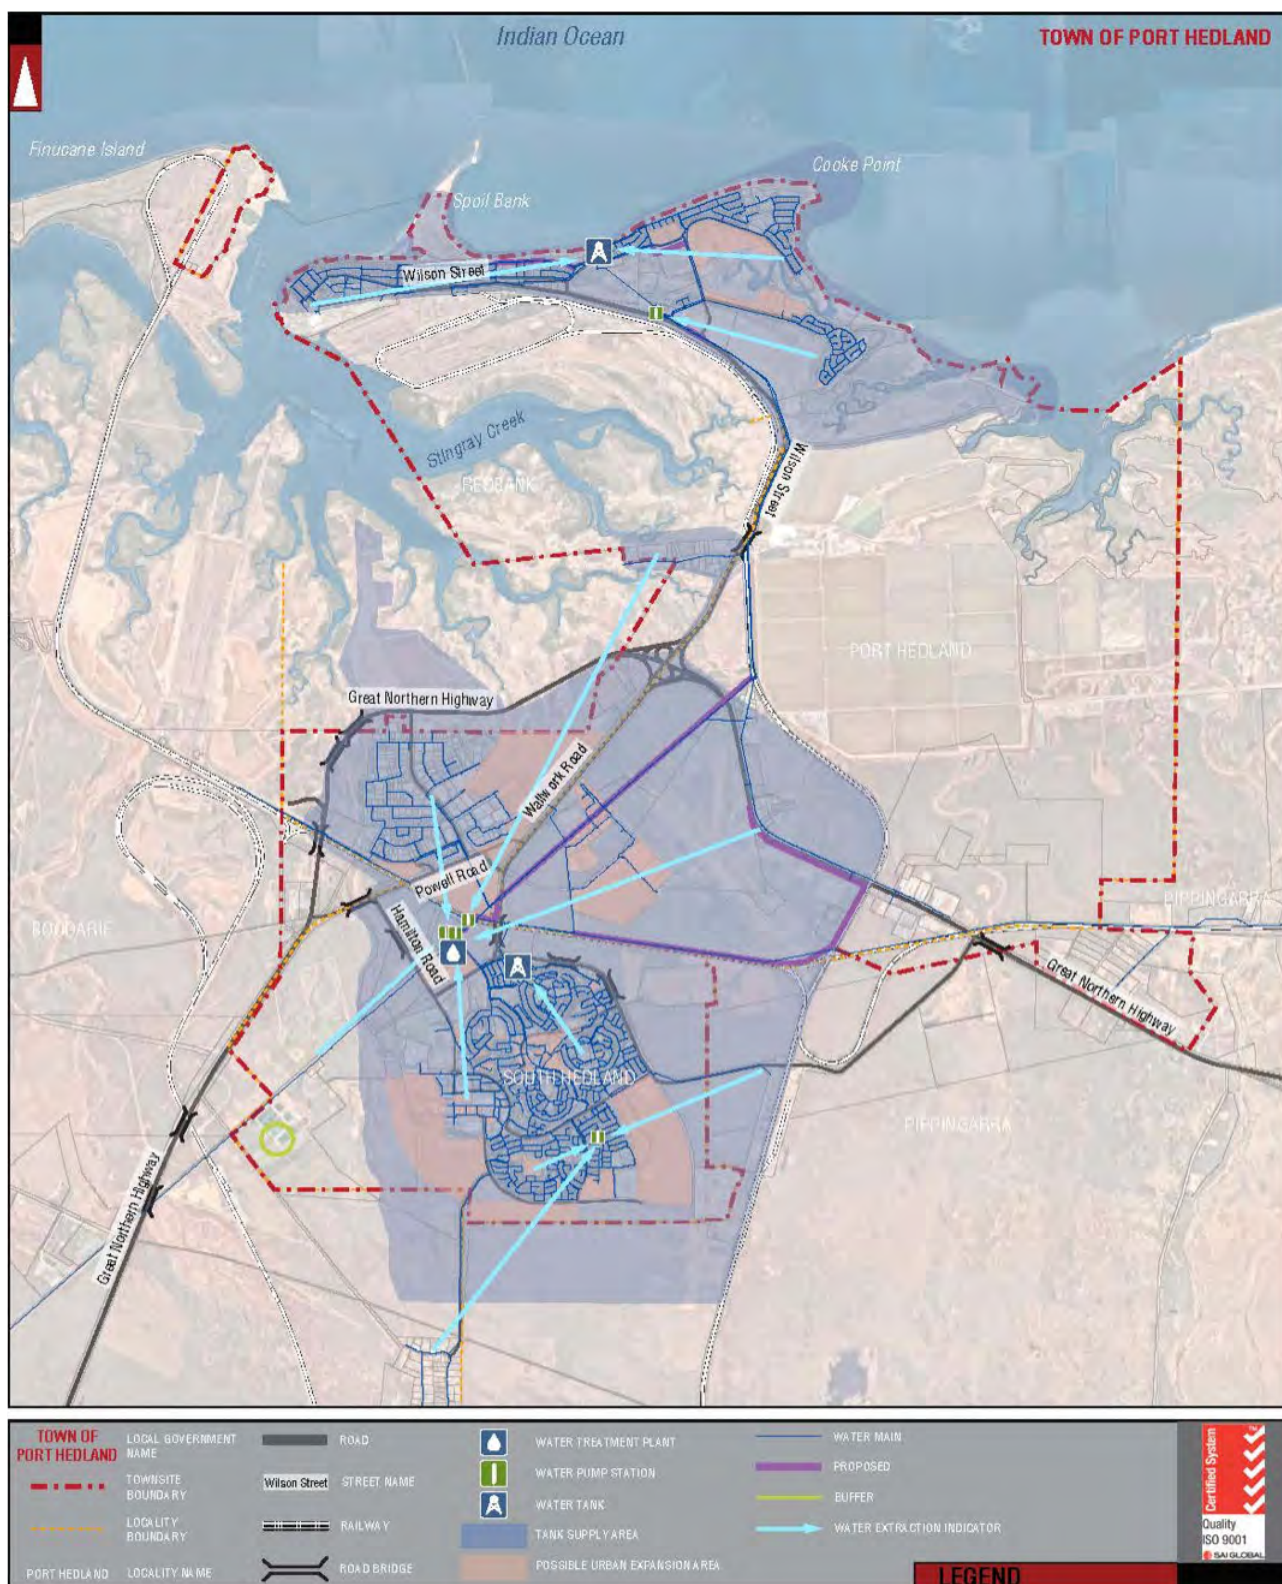 Indian Ocean
TOWN OF PORT HEDLAND
Finucane Island
Cooke Point
Spoil Bank
Wilson Street
Stingray Creek
REDBANK
Wilson Street
PORT HEDLAND
Great Northern Highway
Wallwork Road
Powell Road
Hamilton Road
BOODARIE
PIPPINGARRA
Great Northern Highway
SOUTH HEDLAND
PIPPINGARRA
Great Northern Highway
TOWN OF
PORT HEDLAND
LOCAL GOVERNMENT
NAME
TOWNSITE
BOUNDARY
LOCALITY
BOUNDARY
PORT HEDLAND
LOCALITY NAME
ROAD
Wilson Street
STREET NAME
RAILWAY
ROAD BRIDGE
WATER TREATMENT PLANT
WATER PUMP STATION
WATER TANK
TANK SUPPLY AREA
POSSIBLE URBAN EXPANSION AREA
WATER MAIN
PROPOSED
BUFFER
WATER EXTRACTION INDICATOR
Certified System
Quality
ISO 9001
SAI GLOBAL
LEGEND